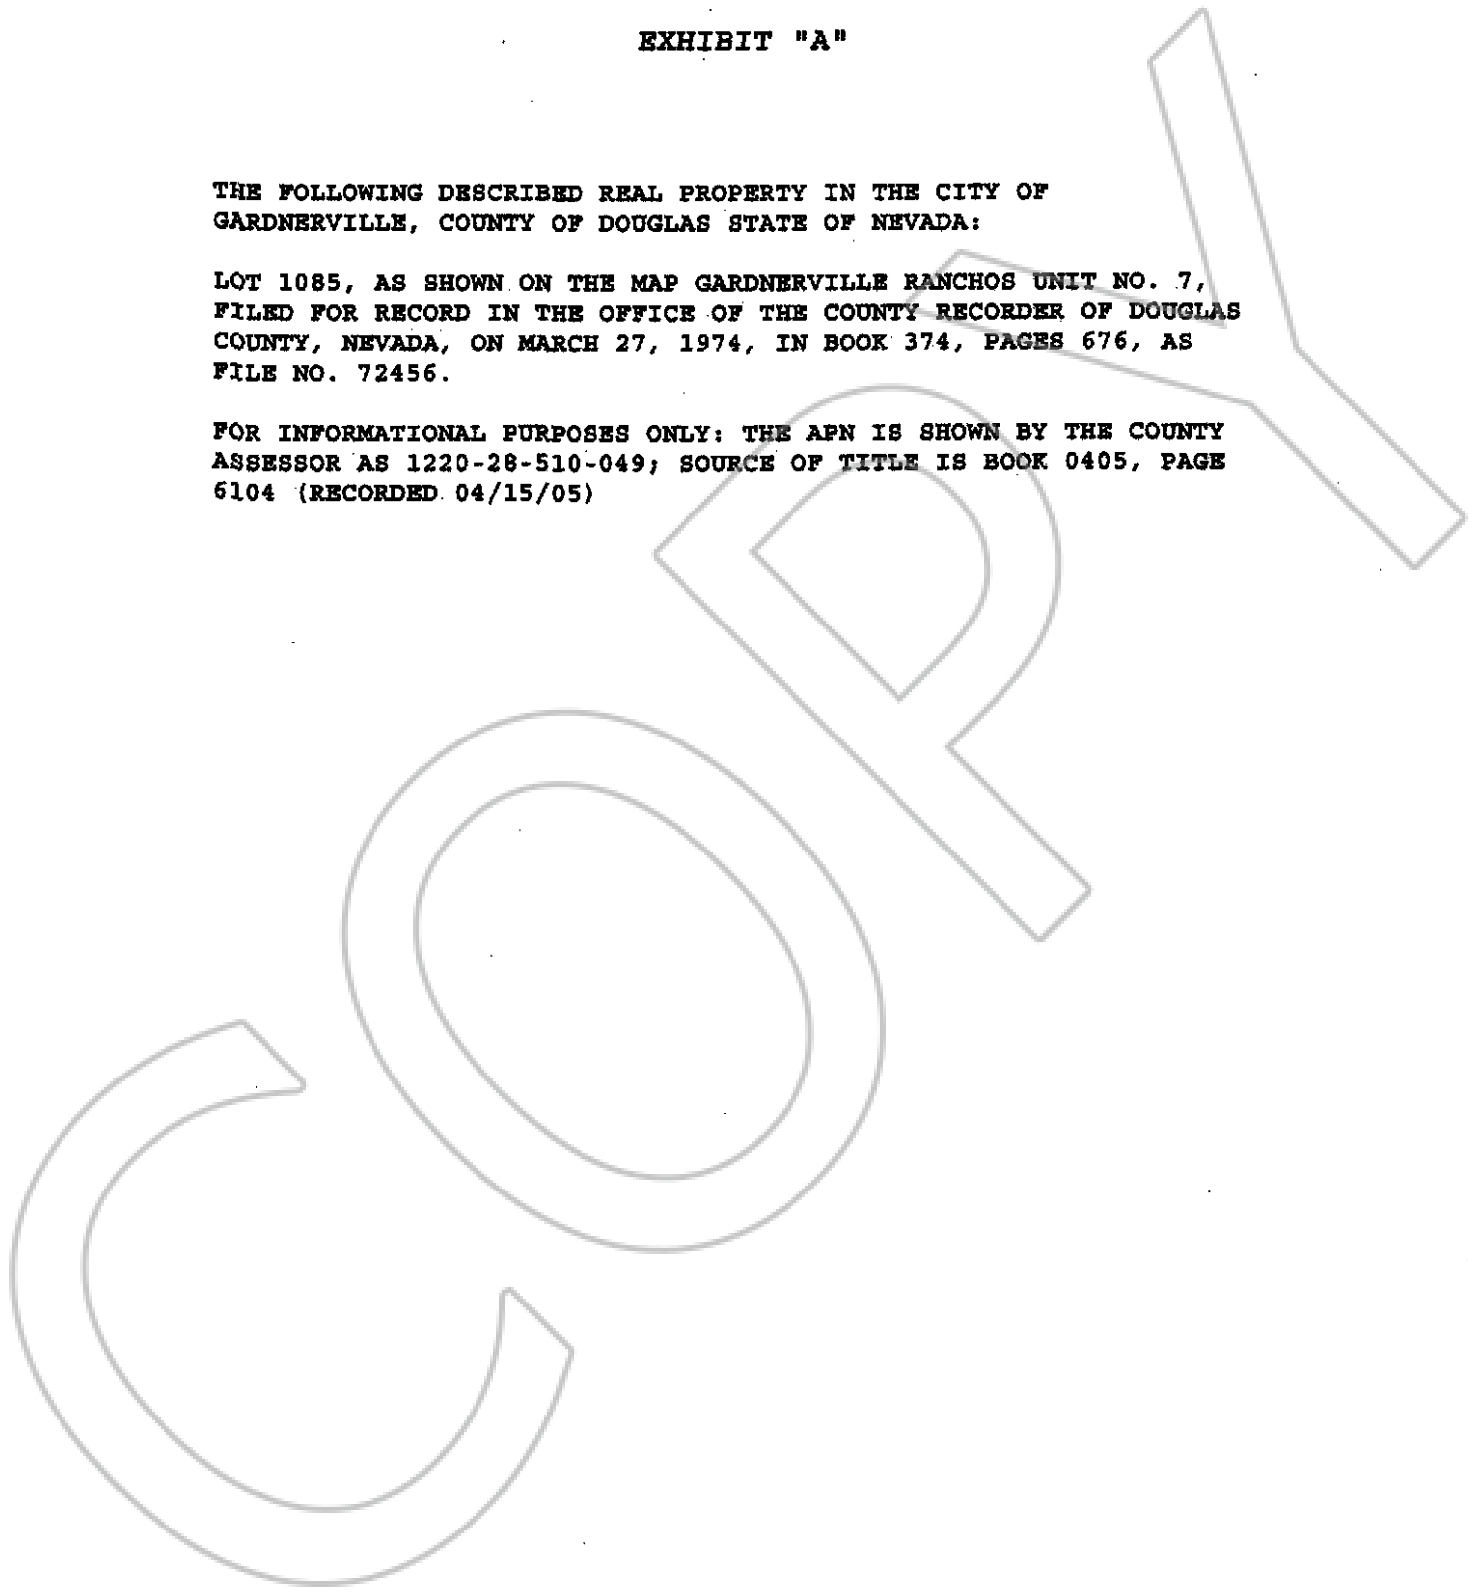 EXHIBIT "A"
THE FOLLOWING DESCRIBED REAL PROPERTY IN THE CITY OF
GARDNERVILLE, COUNTY OF DOUGLAS STATE OF NEVADA:
LOT 1085, AS SHOWN ON THE MAP GARDNERVILLE RANCHOS UNIT NO. 7,
FILED FOR RECORD IN THE OFFICE OF THE COUNTY RECORDER OF DOUGLAS
COUNTY, NEVADA, ON MARCH 27, 1974, IN BOOK 374, PAGES 676, AS
FILE NO. 72456.
FOR INFORMATIONAL PURPOSES ONLY: THE APN IS SHOWN BY THE COUNTY
ASSESSOR AS 1220-28-510-049; SOURCE OF TITLE IS BOOK 0405, PAGE
6104 (RECORDED 04/15/05)
COPY